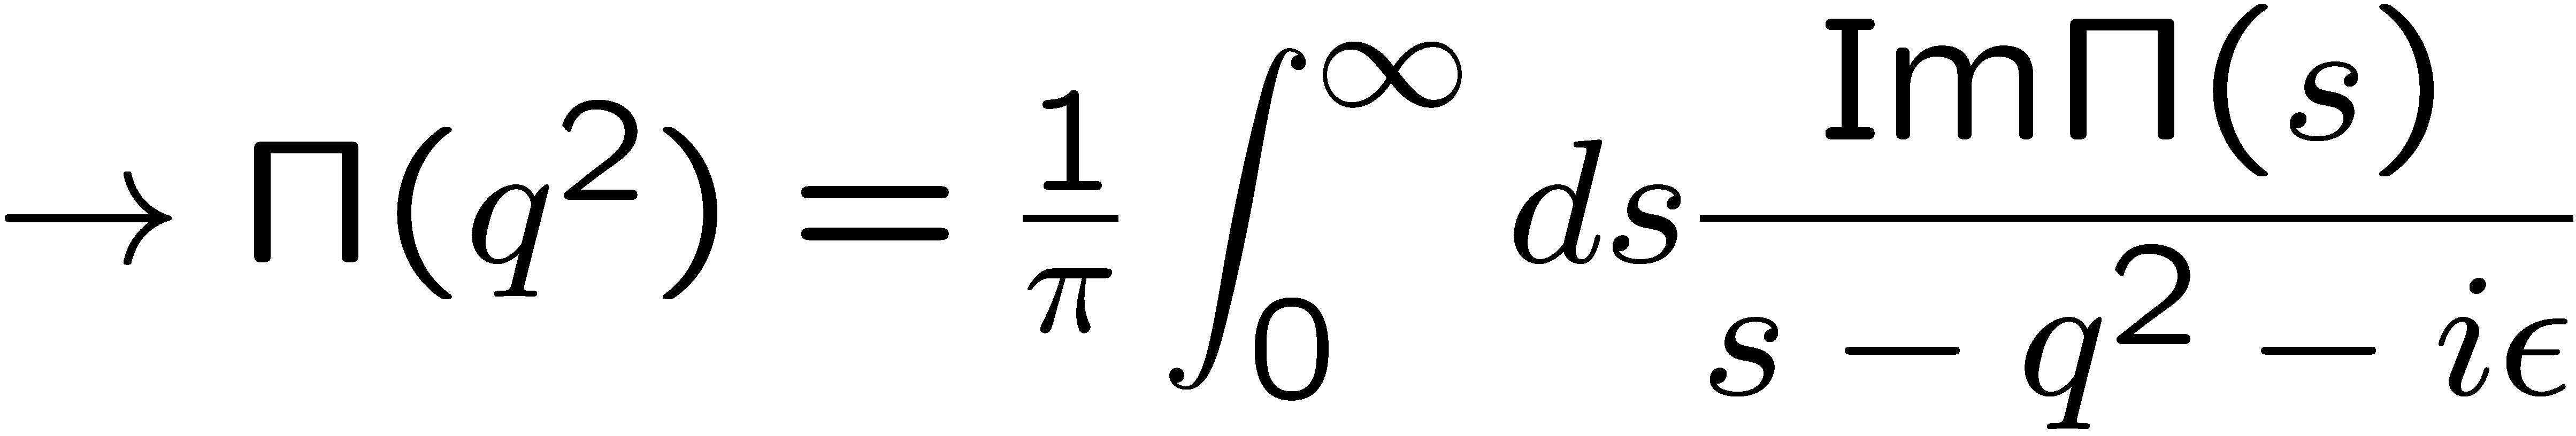 → Π(q²) = 1/π ∫₀^∞ ds ImΠ(s)/(s − q² − iϵ)